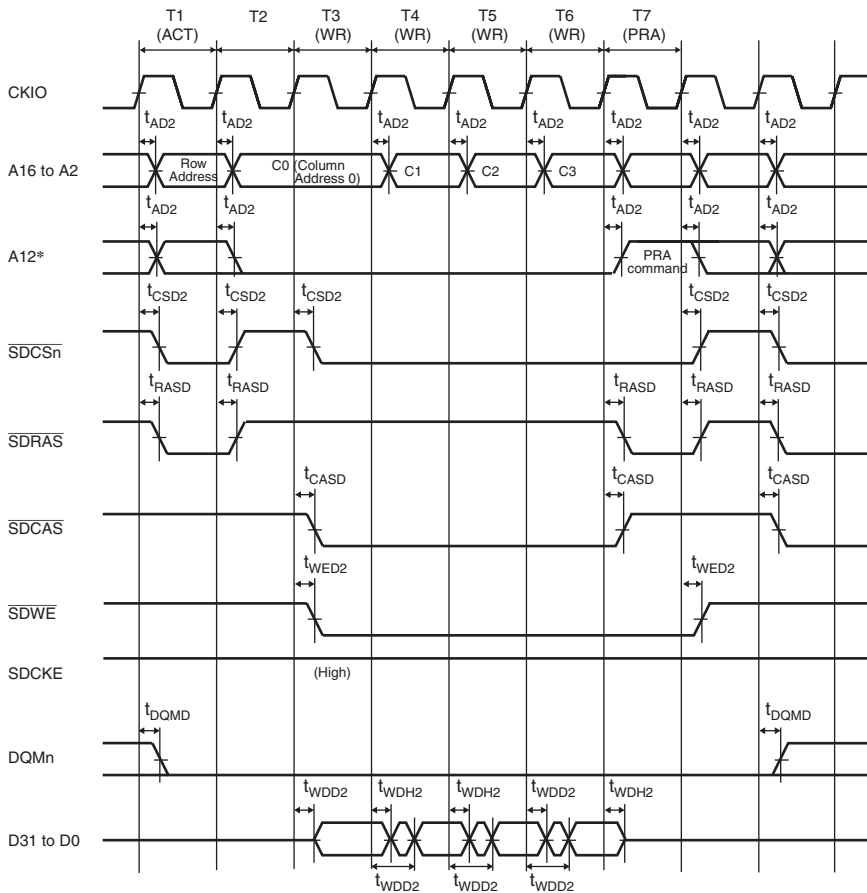 T1 T2 T3 T4 T5 T6 T7
(ACT) (WR) (WR) (WR) (WR) (PRA)
CKIO
tAD2 tAD2 tAD2 tAD2 tAD2 tAD2 tAD2 tAD2
A16 to A2 Row Address C0 (Column Address 0) C1 C2 C3
tAD2 tAD2 tAD2 tAD2 tAD2
A12* PRA command
tCSD2 tCSD2 tCSD2 tCSD2 tCSD2
SDCSn
tRASD tRASD tRASD tRASD tRASD
SDRAS
tCASD tCASD tCASD
SDCAS
tWED2 tWED2
SDWE
SDCKE (High)
tDQMD tDQMD
DQMn
tWDD2 tWDH2 tWDH2 tWDD2 tWDH2
D31 to D0
tWDD2 tWDD2 tWDD2